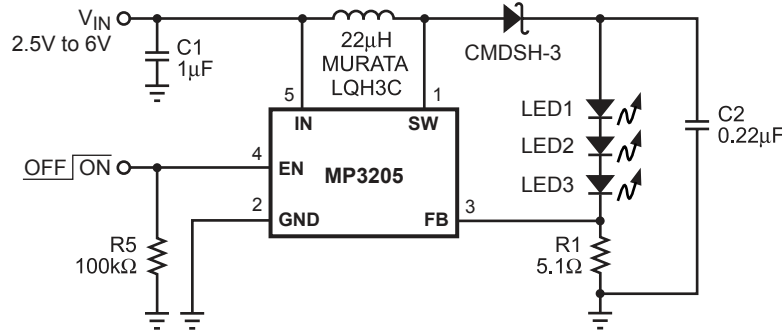 VIN
2.5V to 6V
C1
1μF
22μH
MURATA
LQH3C
CMDSH-3
5
1
IN
SW
LED1
LED2
LED3
C2
0.22μF
OFF ON
4
EN
MP3205
2
GND
FB
3
R5
100kΩ
R1
5.1Ω